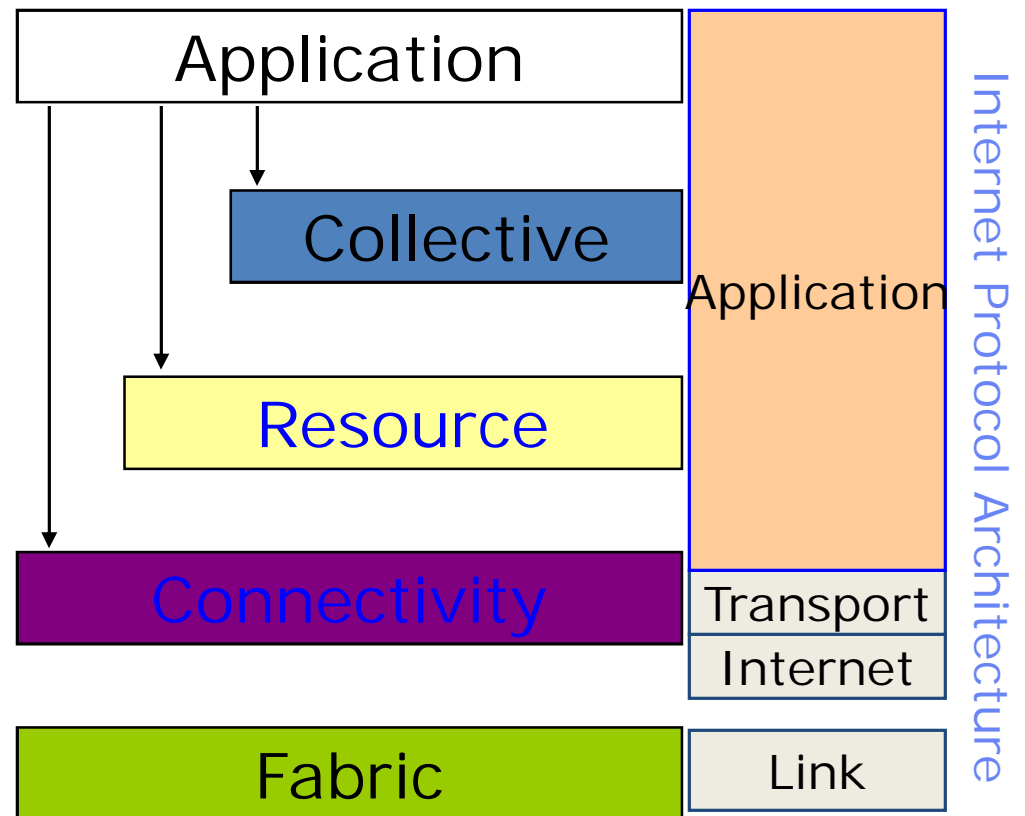 Application
Collective
Resource
Connectivity
Fabric
Application
Transport
Internet
Link
Internet Protocol Architecture